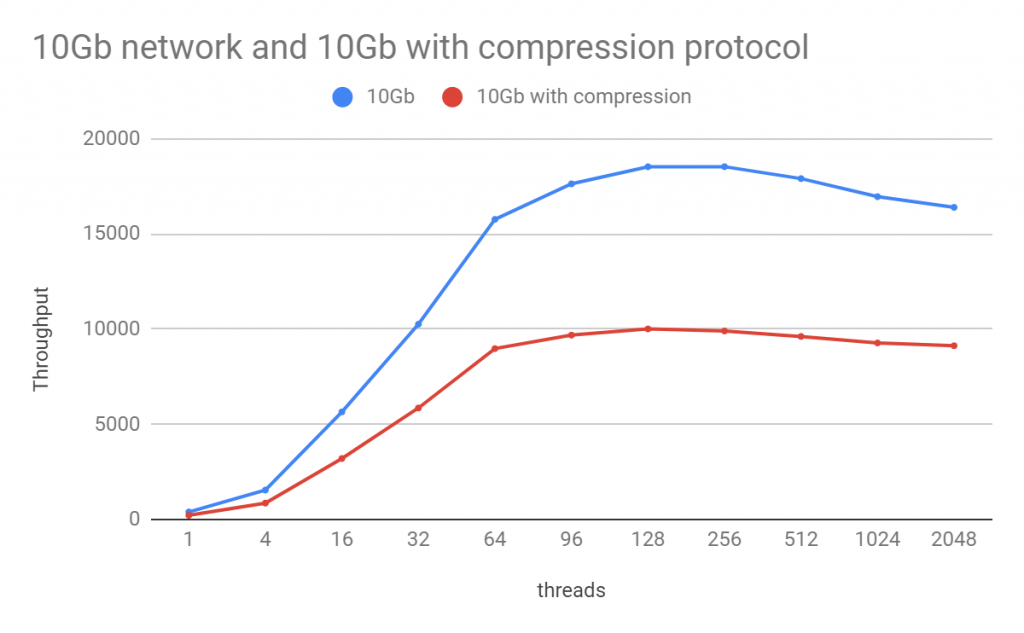 10Gb network and 10Gb with compression protocol
10Gb 10Gb with compression
20000
15000
10000
5000
0
Throughput
1 4 16 32 64 96 128 256 512 1024 2048
threads